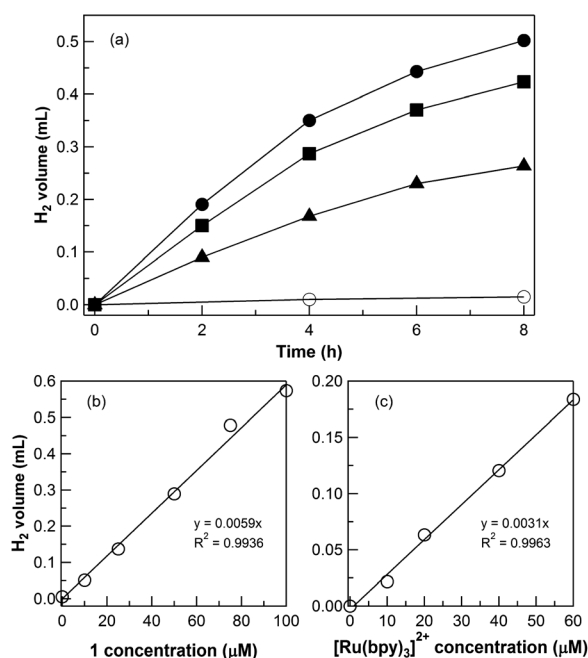 (a)
H₂ volume (mL)
0.5
0.4
0.3
0.2
0.1
0.0
0 2 4 6 8
Time (h)
(b)
H₂ volume (mL)
0.6
0.5
0.4
0.3
0.2
0.1
0.0
y = 0.0059x
R² = 0.9936
0 20 40 60 80 100
1 concentration (μM)
(c)
0.20
0.15
0.10
0.05
0.00
y = 0.0031x
R² = 0.9963
0 10 20 30 40 50 60
[Ru(bpy)₃]²⁺ concentration (μM)